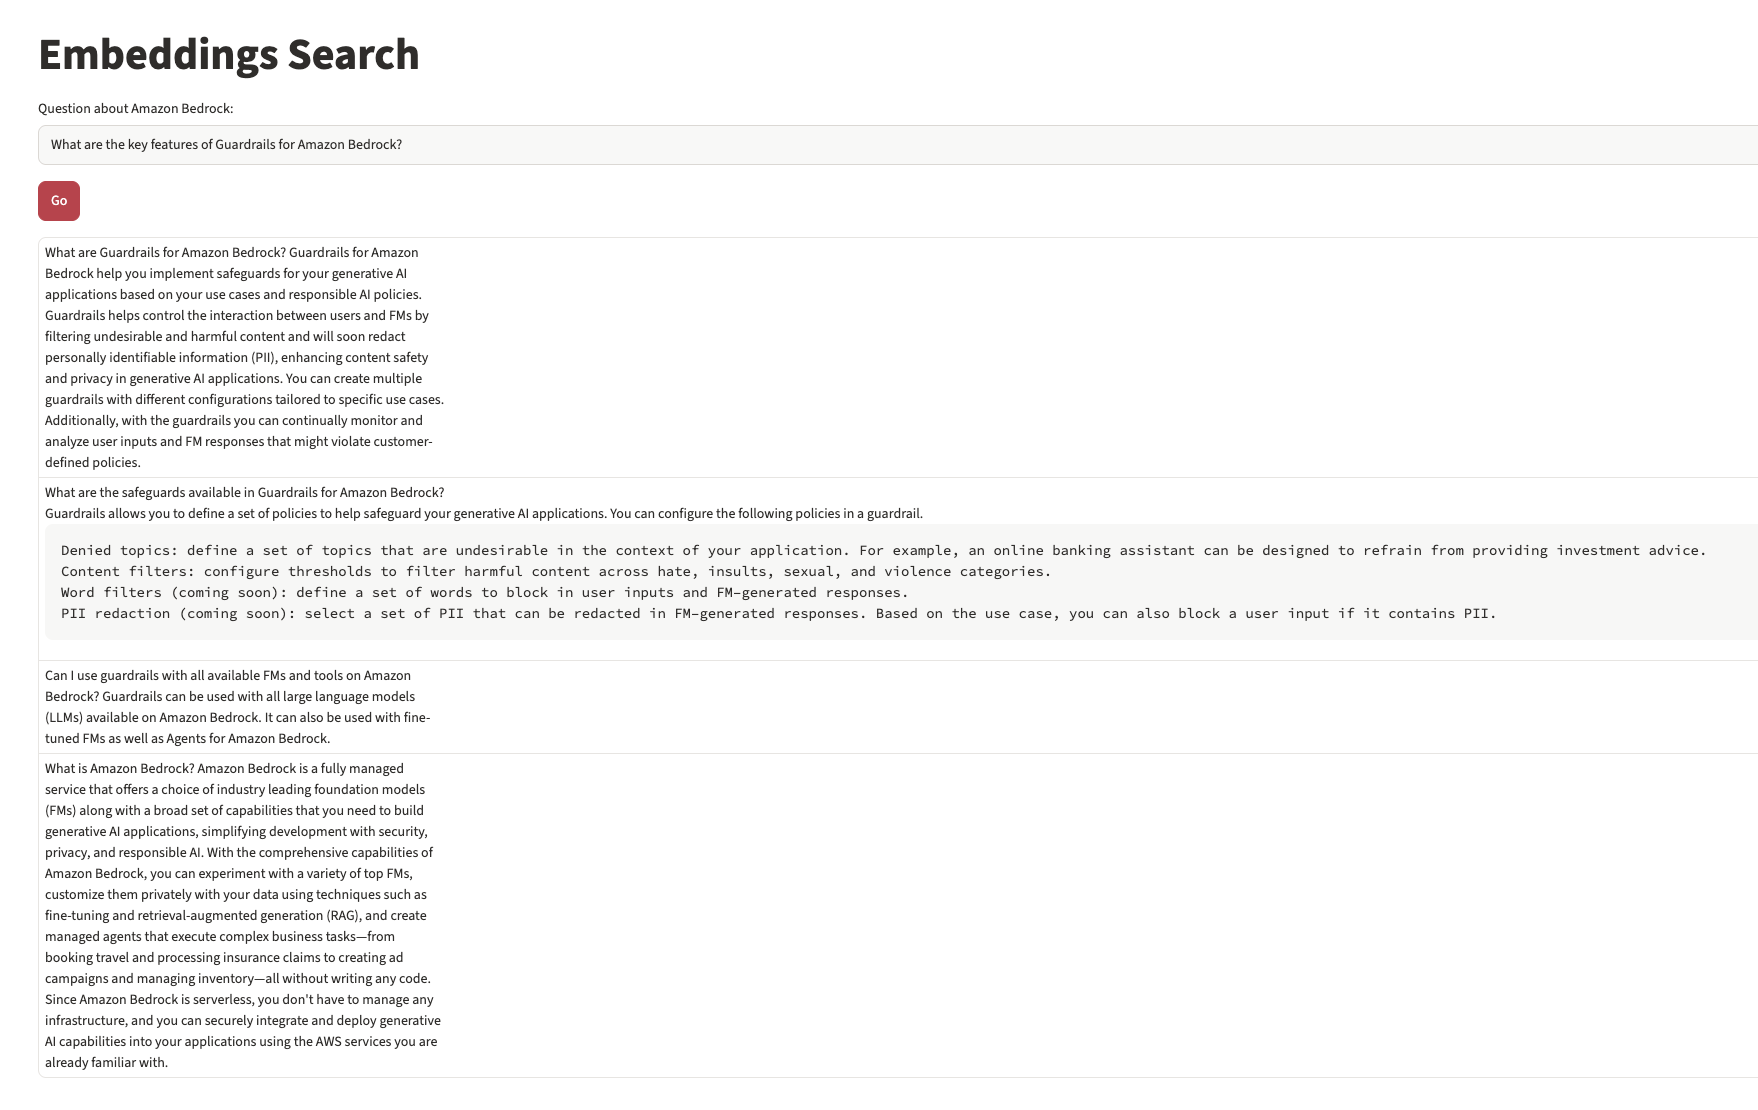 Embeddings Search
Question about Amazon Bedrock:
What are the key features of Guardrails for Amazon Bedrock?
Go
What are Guardrails for Amazon Bedrock? Guardrails for Amazon
Bedrock help you implement safeguards for your generative AI
applications based on your use cases and responsible AI policies.
Guardrails helps control the interaction between users and FMs by
filtering undesirable and harmful content and will soon redact
personally identifiable information (PII), enhancing content safety
and privacy in generative AI applications. You can create multiple
guardrails with different configurations tailored to specific use cases.
Additionally, with the guardrails you can continually monitor and
analyze user inputs and FM responses that might violate customer-
defined policies.
What are the safeguards available in Guardrails for Amazon Bedrock?
Guardrails allows you to define a set of policies to help safeguard your generative AI applications. You can configure the following policies in a guardrail.
Denied topics: define a set of topics that are undesirable in the context of your application. For example, an online banking assistant can be designed to refrain from providing investment advice.
Content filters: configure thresholds to filter harmful content across hate, insults, sexual, and violence categories.
Word filters (coming soon): define a set of words to block in user inputs and FM–generated responses.
PII redaction (coming soon): select a set of PII that can be redacted in FM–generated responses. Based on the use case, you can also block a user input if it contains PII.
Can I use guardrails with all available FMs and tools on Amazon
Bedrock? Guardrails can be used with all large language models
(LLMs) available on Amazon Bedrock. It can also be used with fine-
tuned FMs as well as Agents for Amazon Bedrock.
What is Amazon Bedrock? Amazon Bedrock is a fully managed
service that offers a choice of industry leading foundation models
(FMs) along with a broad set of capabilities that you need to build
generative AI applications, simplifying development with security,
privacy, and responsible AI. With the comprehensive capabilities of
Amazon Bedrock, you can experiment with a variety of top FMs,
customize them privately with your data using techniques such as
fine-tuning and retrieval-augmented generation (RAG), and create
managed agents that execute complex business tasks—from
booking travel and processing insurance claims to creating ad
campaigns and managing inventory—all without writing any code.
Since Amazon Bedrock is serverless, you don't have to manage any
infrastructure, and you can securely integrate and deploy generative
AI capabilities into your applications using the AWS services you are
already familiar with.